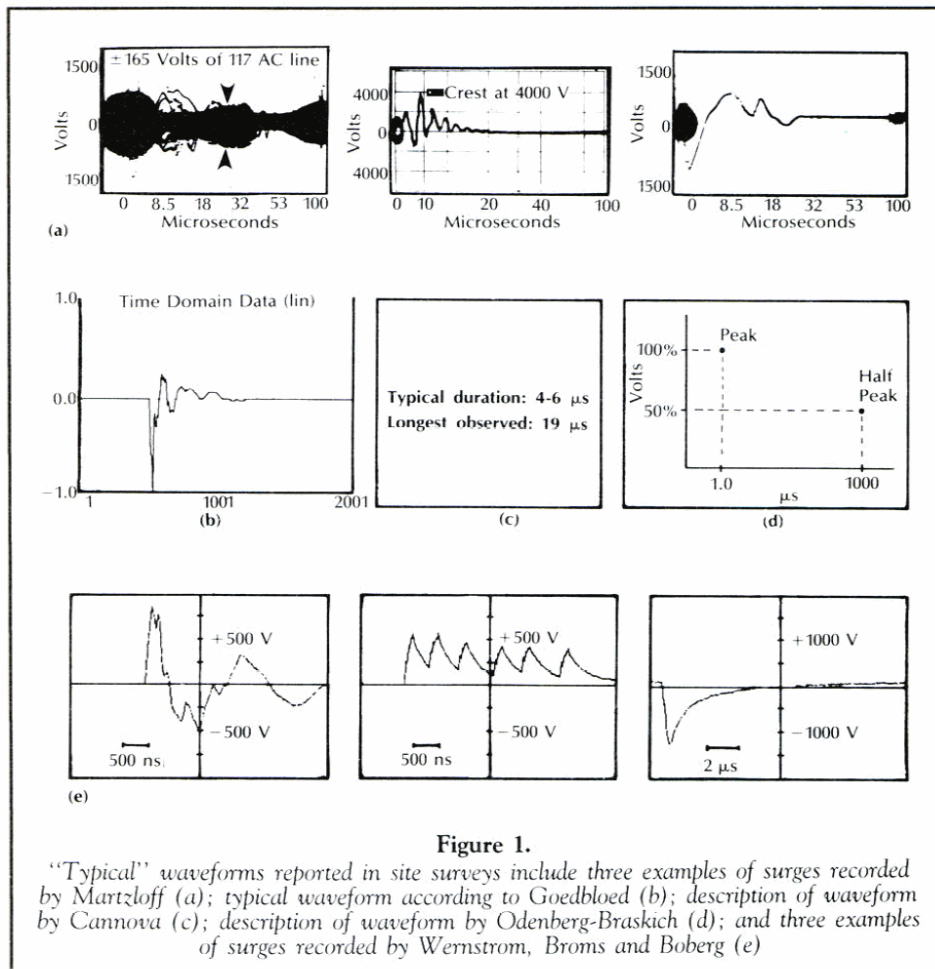 ±165 Volts of 117 AC line
1500
0
1500
Volts
0 8.5 18 32 53 100
Microseconds
(a)
Crest at 4000 V
4000
0
4000
Volts
0 10 20 40 100
Microseconds
1500
0
1500
Volts
0 8.5 18 32 53 100
Microseconds
Time Domain Data (lin)
1.0
0.0
−1.0
1 1001 2001
(b)
Typical duration: 4-6 μs
Longest observed: 19 μs
(c)
Peak
100%
Half
Peak
50%
Volts
1.0 1000
μs
(d)
+500 V
−500 V
500 ns
+500 V
−500 V
500 ns
+1000 V
−1000 V
2 μs
(e)
Figure 1.
“Typical” waveforms reported in site surveys include three examples of surges recorded
by Martzloff (a); typical waveform according to Goedbloed (b); description of waveform
by Cannova (c); description of waveform by Odenberg-Braskich (d); and three examples
of surges recorded by Wernstrom, Broms and Boberg (e)